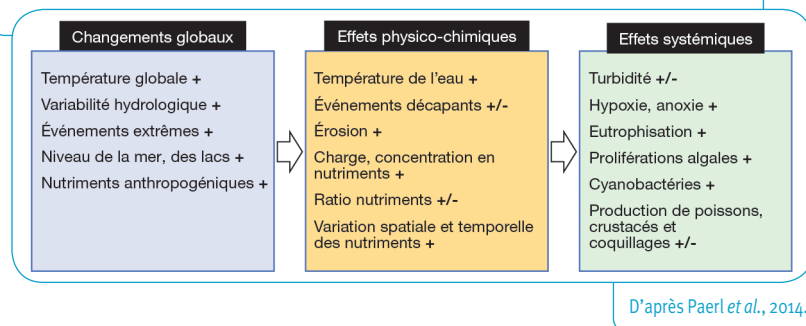 Changements globaux
Température globale +
Variabilité hydrologique +
Événements extrêmes +
Niveau de la mer, des lacs +
Nutriments anthropogéniques +
Effets physico-chimiques
Température de l'eau +
Événements décapants +/-
Érosion +
Charge, concentration en
nutriments +
Ratio nutriments +/-
Variation spatiale et temporelle
des nutriments +
Effets systémiques
Turbidité +/-
Hypoxie, anoxie +
Eutrophisation +
Proliférations algales +
Cyanobactéries +
Production de poissons,
crustacés et
coquillages +/-
D'après Paerl et al., 2014.